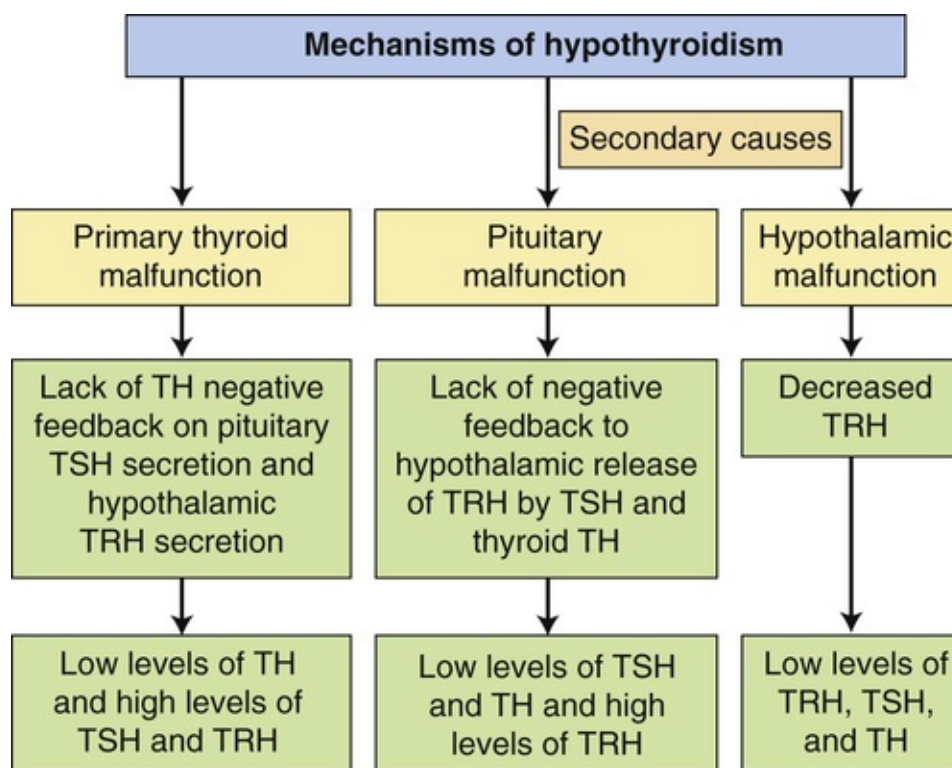 Mechanisms of hypothyroidism
Secondary causes
Primary thyroid
malfunction
Pituitary
malfunction
Hypothalamic
malfunction
Lack of TH negative
feedback on pituitary
TSH secretion and
hypothalamic
TRH secretion
Lack of negative
feedback to
hypothalamic release
of TRH by TSH and
thyroid TH
Decreased
TRH
Low levels of TH
and high levels of
TSH and TRH
Low levels of TSH
and TH and high
levels of TRH
Low levels of
TRH, TSH,
and TH